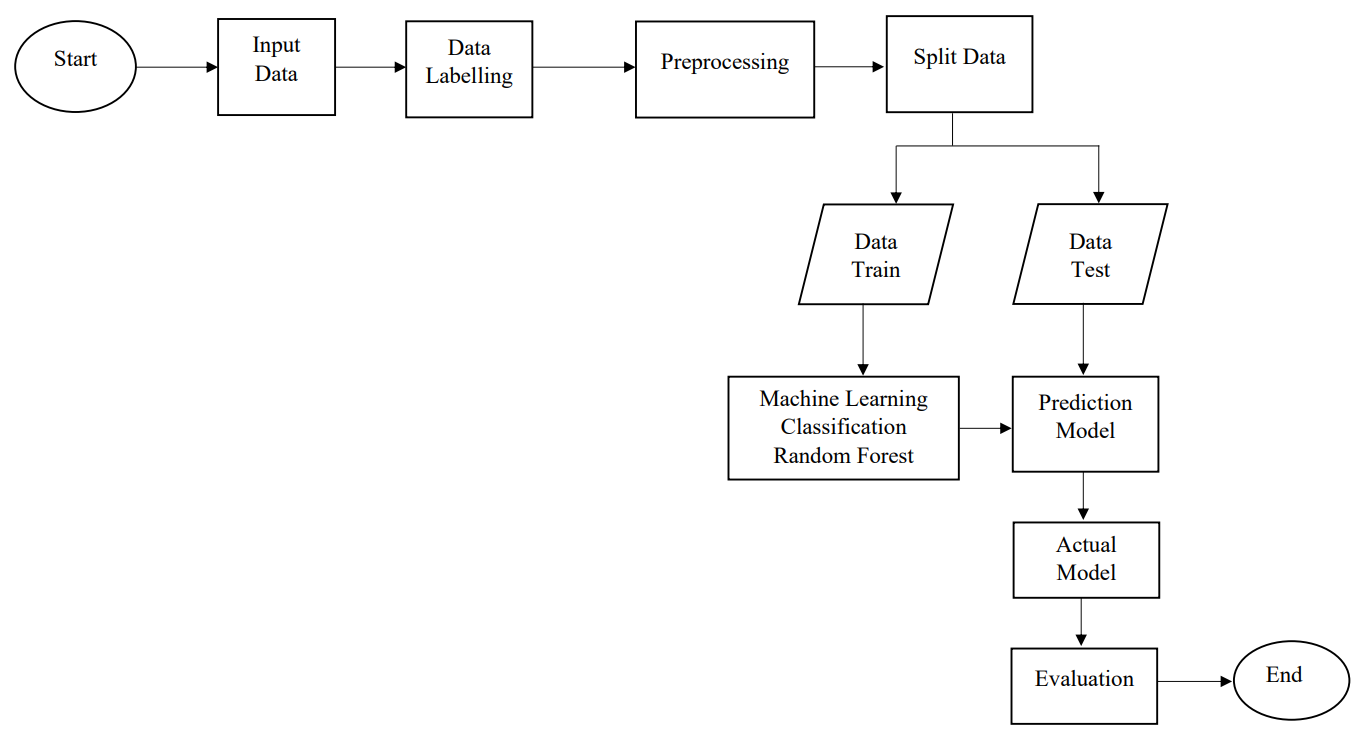 Start
Input
Data
Data
Labelling
Preprocessing
Split Data
Data
Train
Data
Test
Machine Learning
Classification
Random Forest
Prediction
Model
Actual
Model
Evaluation
End